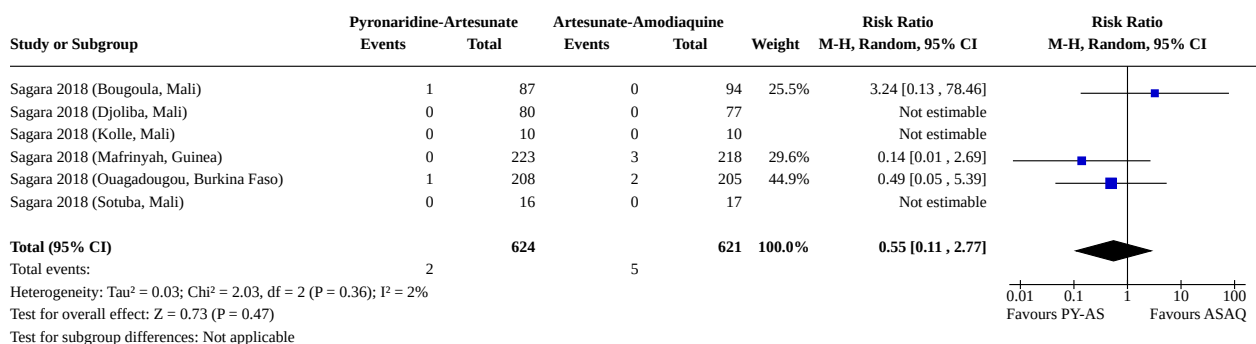 Pyronaridine-Artesunate Artesunate-Amodiaquine Risk Ratio Risk Ratio
Study or Subgroup Events Total Events Total Weight M-H, Random, 95% CI M-H, Random, 95% CI
Sagara 2018 (Bougoula, Mali) 1 87 0 94 25.5% 3.24 [0.13 , 78.46]
Sagara 2018 (Djoliba, Mali) 0 80 0 77 Not estimable
Sagara 2018 (Kolle, Mali) 0 10 0 10 Not estimable
Sagara 2018 (Mafrinyah, Guinea) 0 223 3 218 29.6% 0.14 [0.01 , 2.69]
Sagara 2018 (Ouagadougou, Burkina Faso) 1 208 2 205 44.9% 0.49 [0.05 , 5.39]
Sagara 2018 (Sotuba, Mali) 0 16 0 17 Not estimable
Total (95% CI) 624 621 100.0% 0.55 [0.11 , 2.77]
Total events: 2 5
Heterogeneity: Tau² = 0.03; Chi² = 2.03, df = 2 (P = 0.36); I² = 2%
0.01 0.1 1 10 100
Test for overall effect: Z = 0.73 (P = 0.47) Favours PY-AS Favours ASAQ
Test for subgroup differences: Not applicable